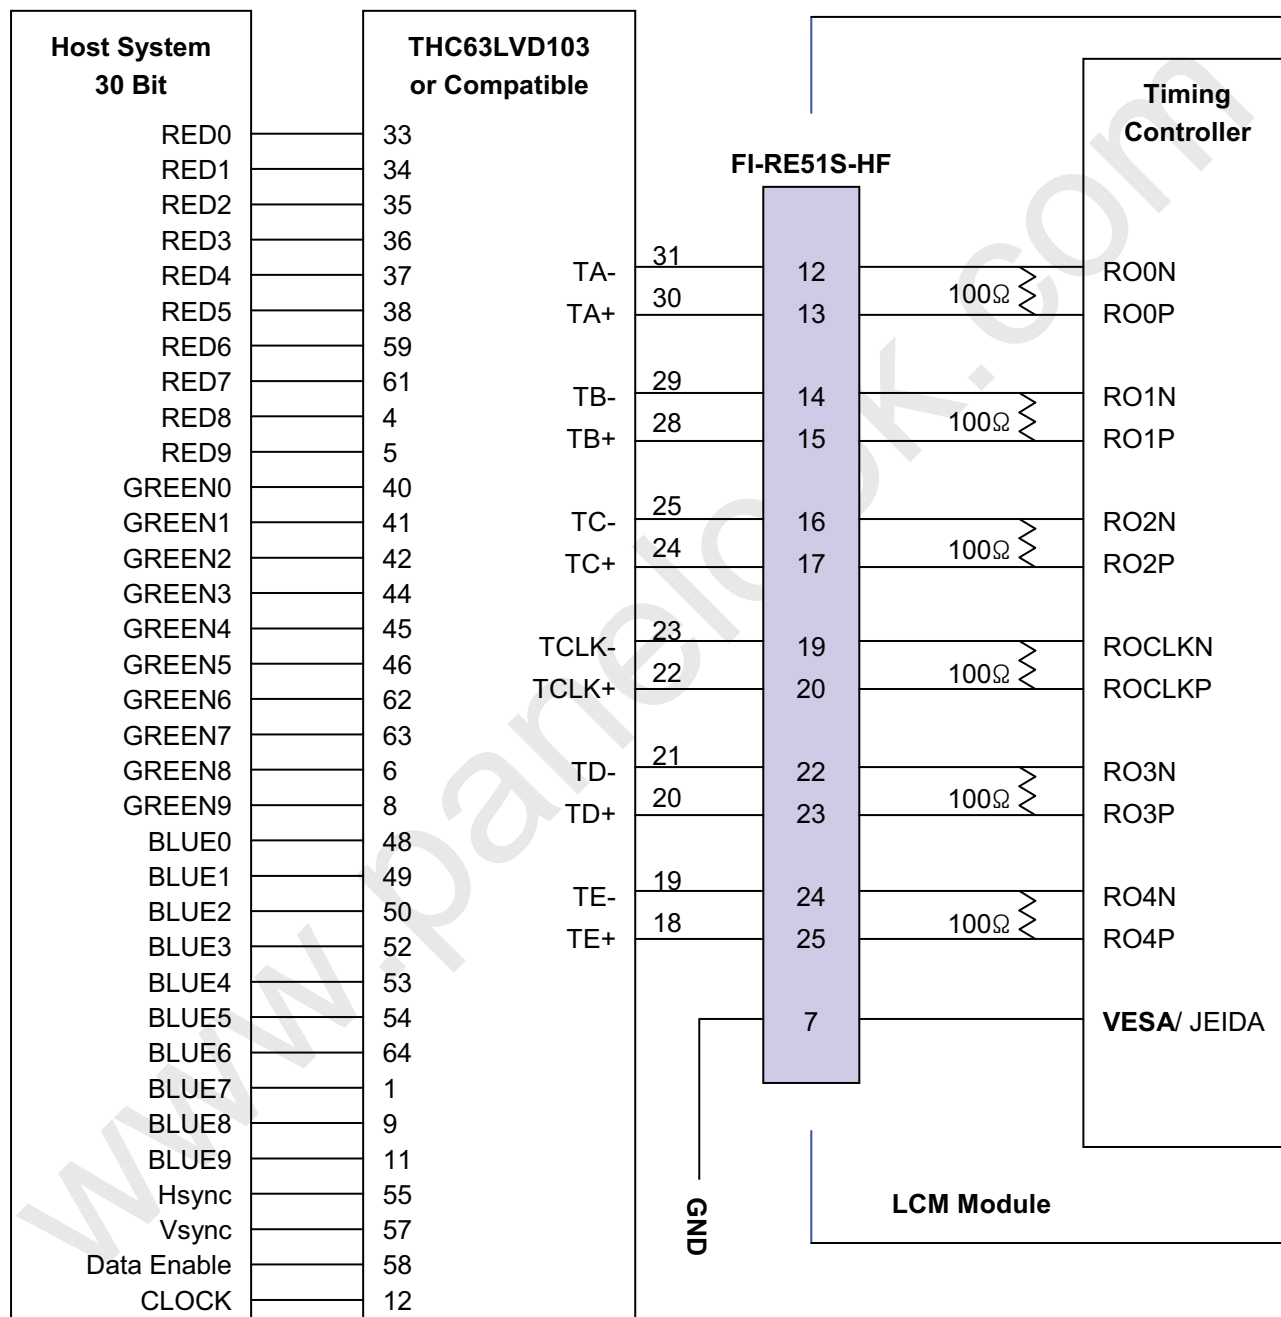 Host System
30 Bit
RED0
RED1
RED2
RED3
RED4
RED5
RED6
RED7
RED8
RED9
GREEN0
GREEN1
GREEN2
GREEN3
GREEN4
GREEN5
GREEN6
GREEN7
GREEN8
GREEN9
BLUE0
BLUE1
BLUE2
BLUE3
BLUE4
BLUE5
BLUE6
BLUE7
BLUE8
BLUE9
Hsync
Vsync
Data Enable
CLOCK
THC63LVD103
or Compatible
33
34
35
36
37
38
59
61
4
5
40
41
42
44
45
46
62
63
6
8
48
49
50
52
53
54
64
1
9
11
55
57
58
12
TA-
TA+
TB-
TB+
TC-
TC+
TCLK-
TCLK+
TD-
TD+
TE-
TE+
31
30
29
28
25
24
23
22
21
20
19
18
GND
FI-RE51S-HF
12
13
14
15
16
17
19
20
22
23
24
25
7
100Ω
100Ω
100Ω
100Ω
100Ω
100Ω
Timing
Controller
RO0N
RO0P
RO1N
RO1P
RO2N
RO2P
ROCLKN
ROCLKP
RO3N
RO3P
RO4N
RO4P
VESA/ JEIDA
LCM Module
www.panelook.com